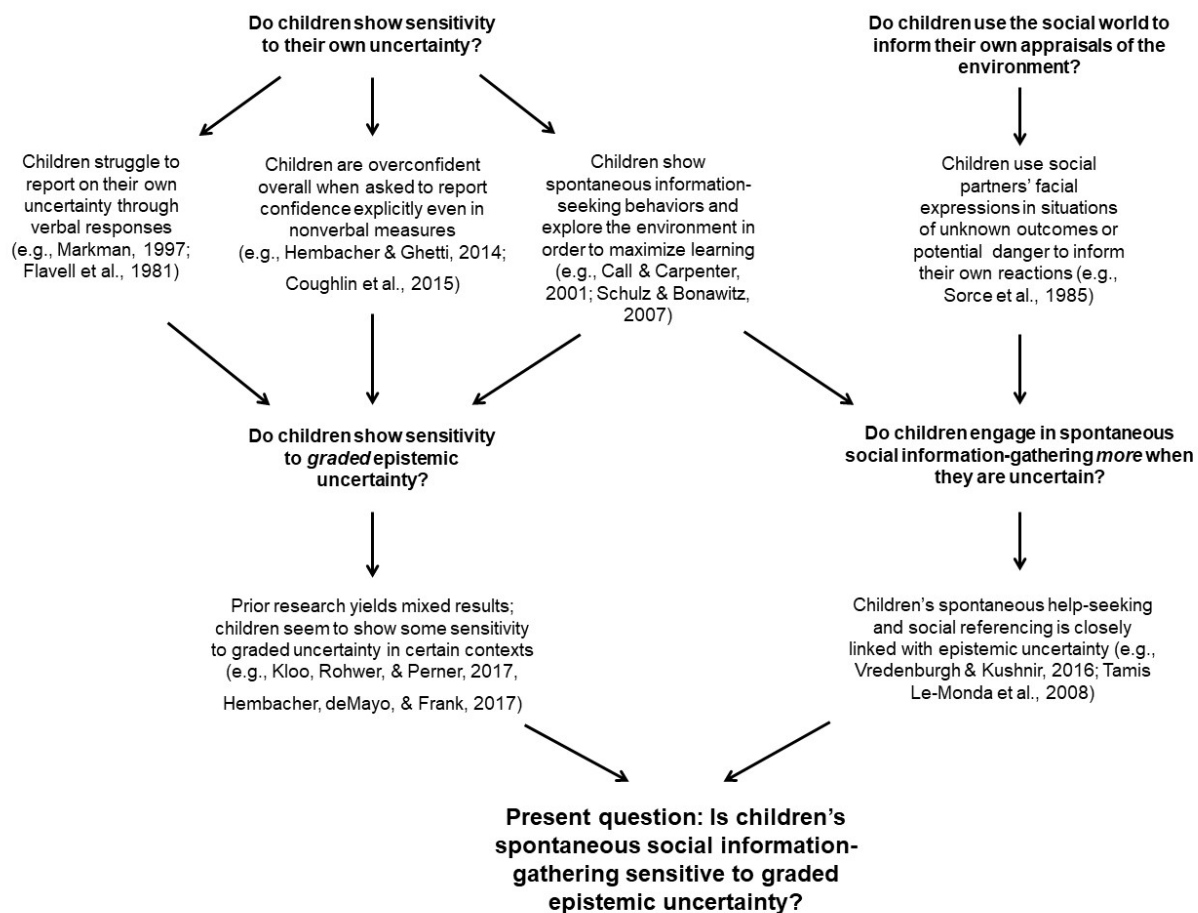 Do children show sensitivity
to their own uncertainty?
Do children use the social world to
inform their own appraisals of the
environment?
Children struggle to
report on their own
uncertainty through
verbal responses
(e.g., Markman, 1997;
Flavell et al., 1981)
Children are overconfident
overall when asked to report
confidence explicitly even in
nonverbal measures
(e.g., Hembacher & Ghetti, 2014;
Coughlin et al., 2015)
Children show
spontaneous information-
seeking behaviors and
explore the environment in
order to maximize learning
(e.g., Call & Carpenter,
2001; Schulz & Bonawitz,
2007)
Children use social
partners’ facial
expressions in situations
of unknown outcomes or
potential danger to inform
their own reactions (e.g.,
Sorce et al., 1985)
Do children show sensitivity
to graded epistemic
uncertainty?
Do children engage in spontaneous
social information-gathering more when
they are uncertain?
Prior research yields mixed results;
children seem to show some sensitivity
to graded uncertainty in certain contexts
(e.g., Kloo, Rohwer, & Perner, 2017,
Hembacher, deMayo, & Frank, 2017)
Children’s spontaneous help-seeking
and social referencing is closely
linked with epistemic uncertainty (e.g.,
Vredenburgh & Kushnir, 2016; Tamis
Le-Monda et al., 2008)
Present question: Is children’s
spontaneous social information-
gathering sensitive to graded
epistemic uncertainty?